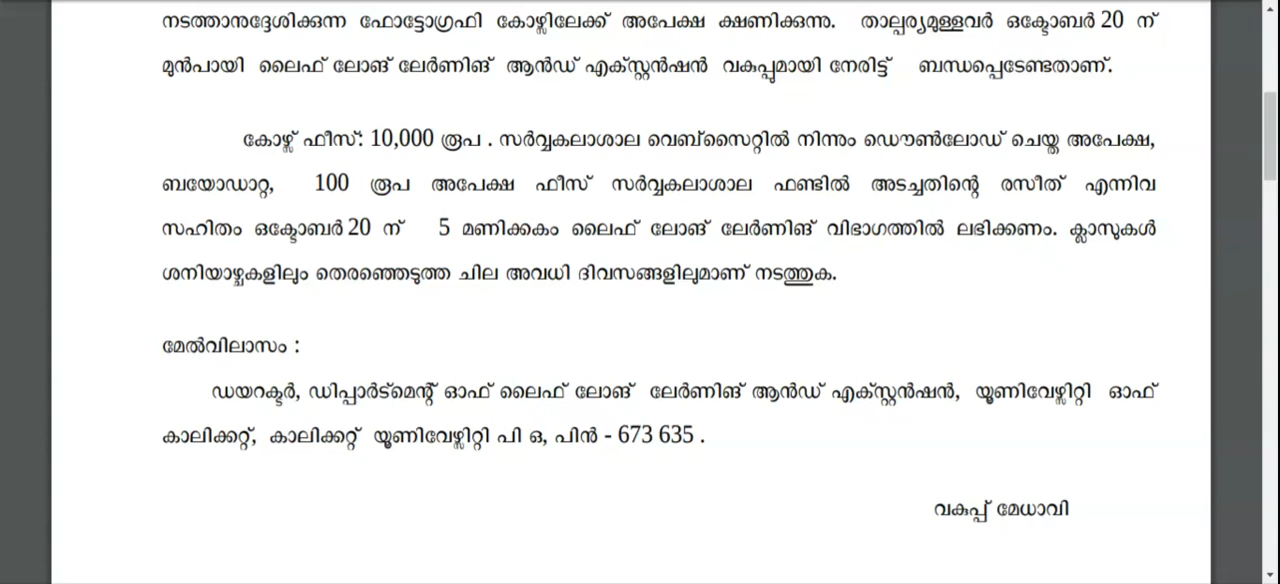 നടത്താനുദ്ദേശിക്കുന്ന ഫോട്ടോഗ്രഫി കോഴ്സിലേക്ക് അപേക്ഷ ക്ഷണിക്കുന്നു. താല്പര്യമുള്ളവർ ഒക്ടോബർ 20 ന്
മുൻപായി ലൈഫ് ലോങ് ലേർണിങ് ആൻഡ് എക്സ്റ്റൻഷൻ വകുപ്പുമായി നേരിട്ട് ബന്ധപ്പെടേണ്ടതാണ്.
കോഴ്സ് ഫീസ്: 10,000 രൂപ . സർവ്വകലാശാല വെബ്സൈറ്റിൽ നിന്നും ഡൌൺലോഡ് ചെയ്ത അപേക്ഷ,
ബയോഡാറ്റ, 100 രൂപ അപേക്ഷ ഫീസ് സർവ്വകലാശാല ഫണ്ടിൽ അടച്ചതിന്റെ രസീത് എന്നിവ
സഹിതം ഒക്ടോബർ 20 ന് 5 മണിക്കകം ലൈഫ് ലോങ് ലേർണിങ് വിഭാഗത്തിൽ ലഭിക്കണം. ക്ലാസുകൾ
ശനിയാഴ്ചകളിലും തെരഞ്ഞെടുത്ത ചില അവധി ദിവസങ്ങളിലുമാണ് നടത്തുക.
മേൽവിലാസം :
ഡയറക്ടർ, ഡിപ്പാർട്മെന്റ് ഓഫ് ലൈഫ് ലോങ് ലേർണിങ് ആൻഡ് എക്സ്റ്റൻഷൻ, യൂണിവേഴ്സിറ്റി ഓഫ്
കാലിക്കറ്റ്, കാലിക്കറ്റ് യൂണിവേഴ്സിറ്റി പി ഒ, പിൻ - 673 635 .
വകുപ്പ് മേധാവി